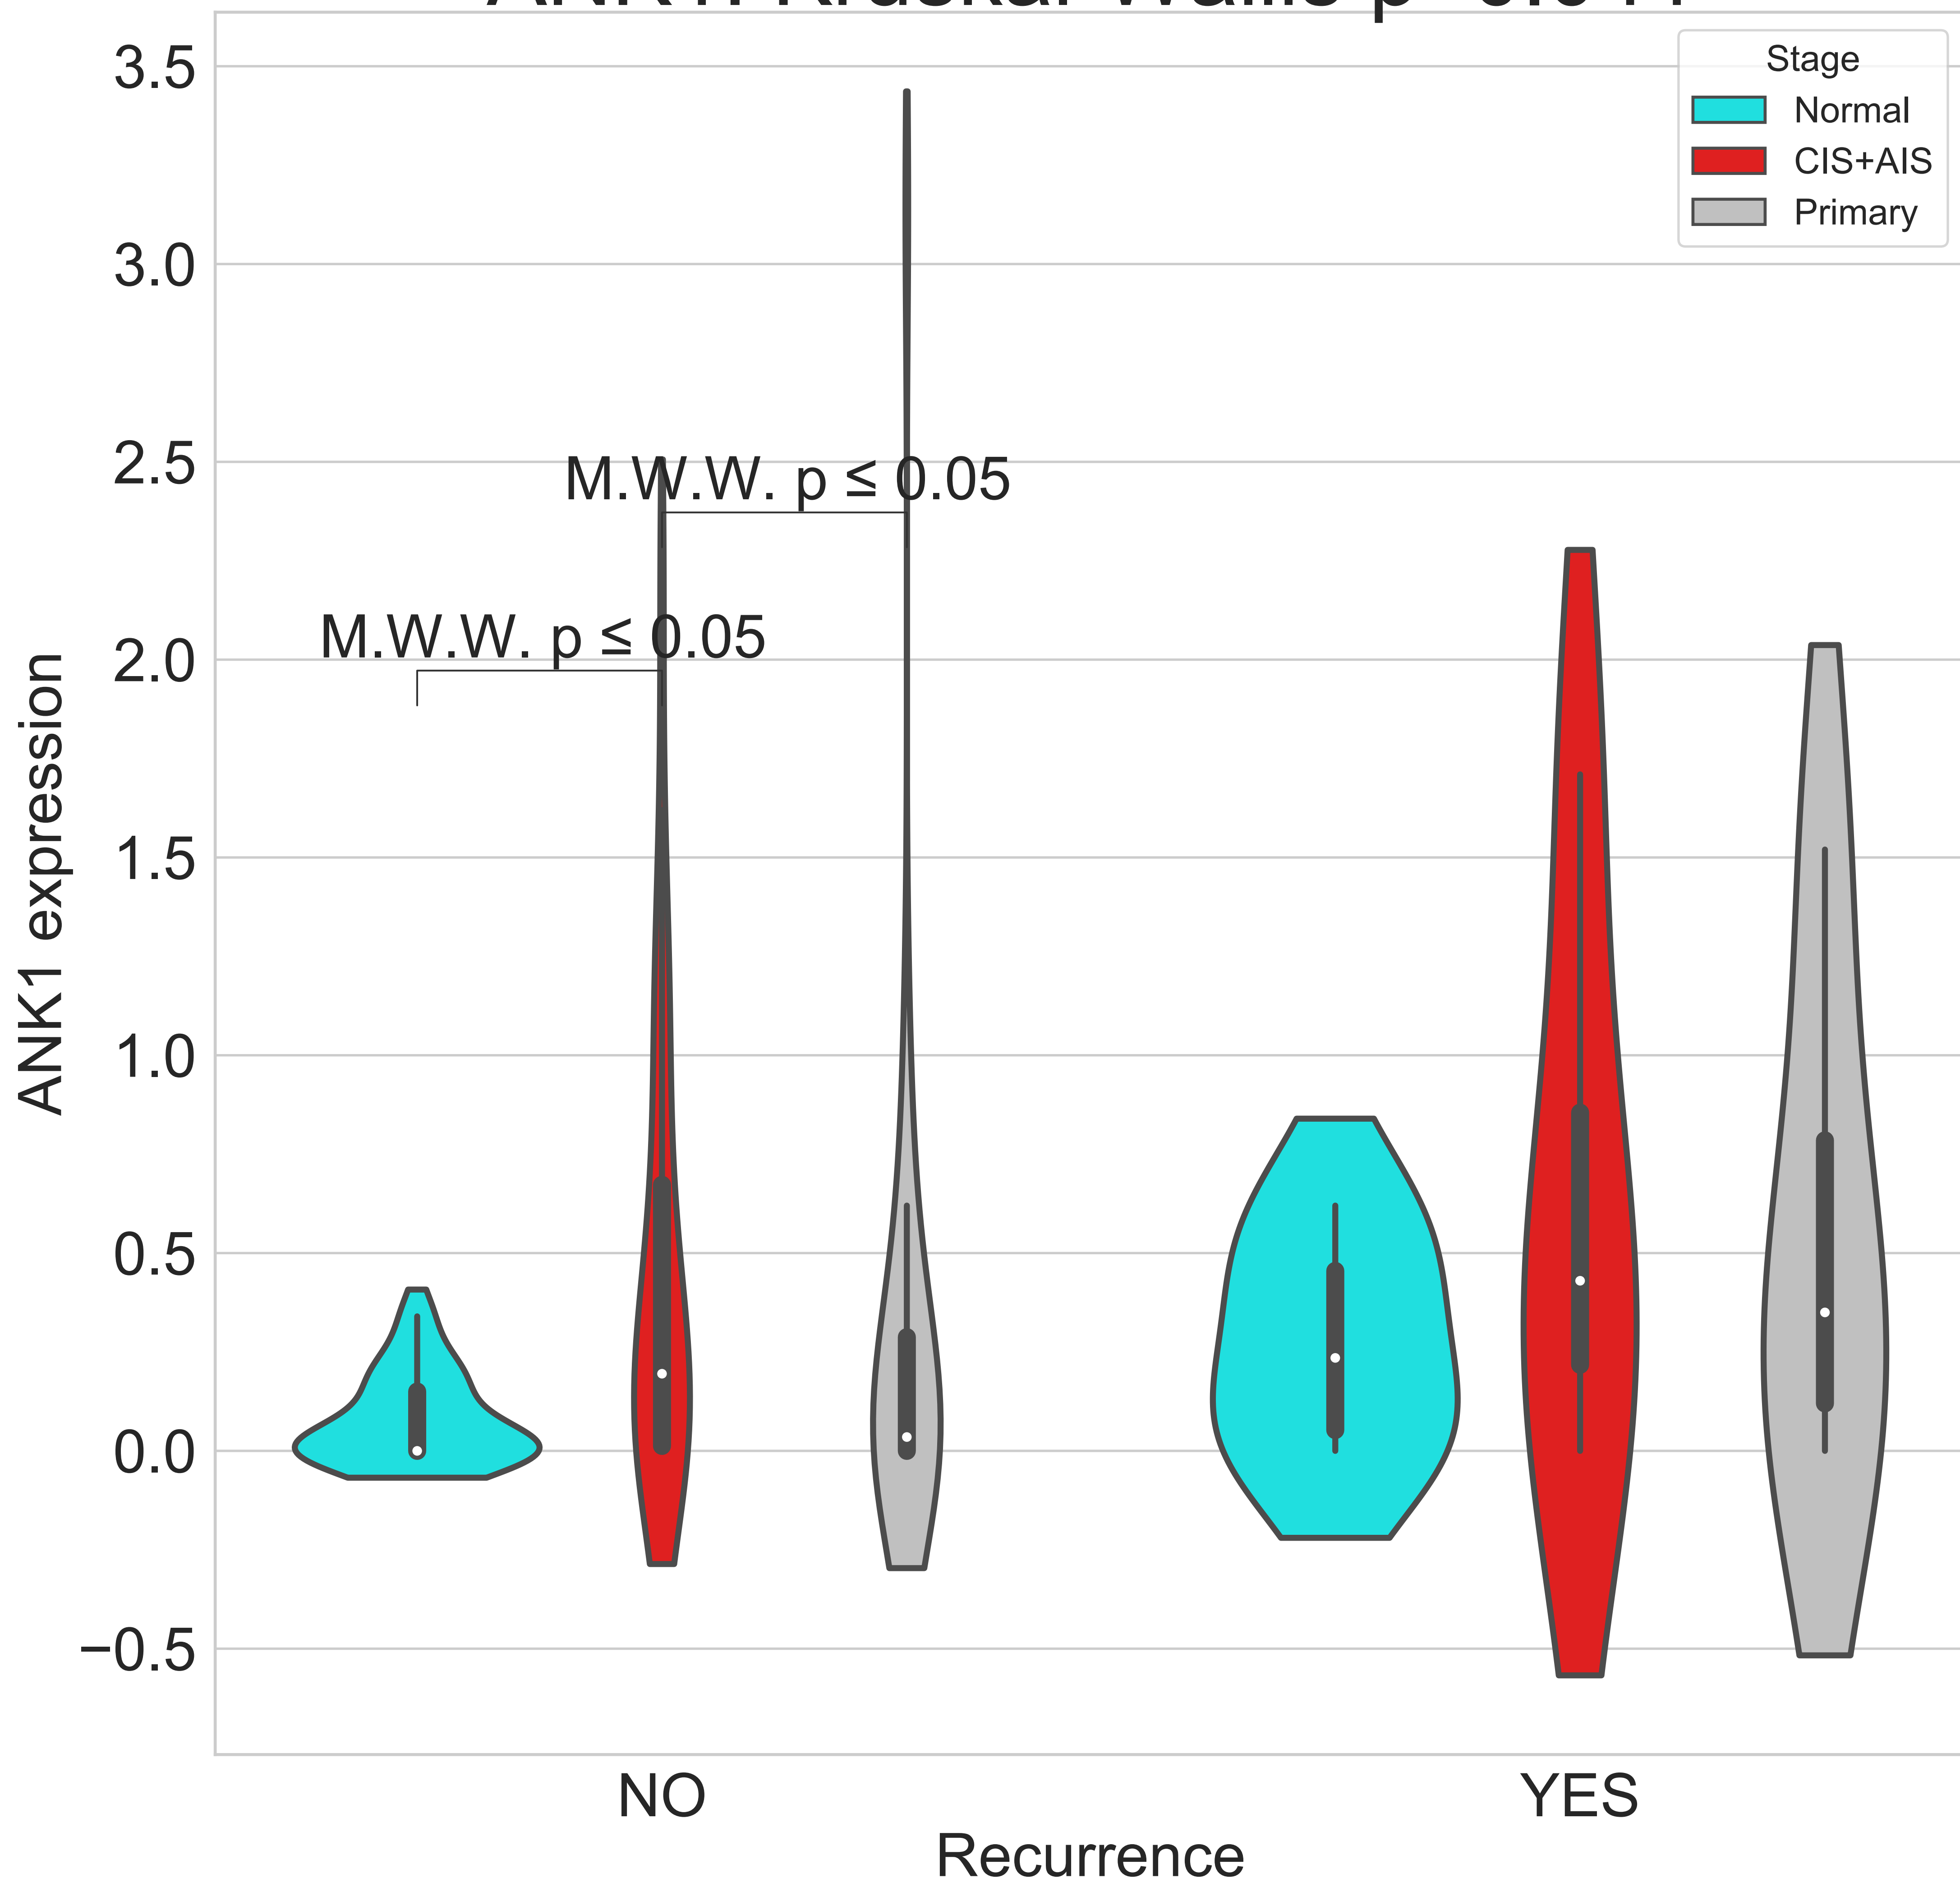 3.5
3.0
2.5
2.0
1.5
1.0
0.5
0.0
−0.5
ANK1 expression
Stage
Normal
CIS+AIS
Primary
M.W.W. p ≤ 0.05
M.W.W. p ≤ 0.05
NO
YES
Recurrence